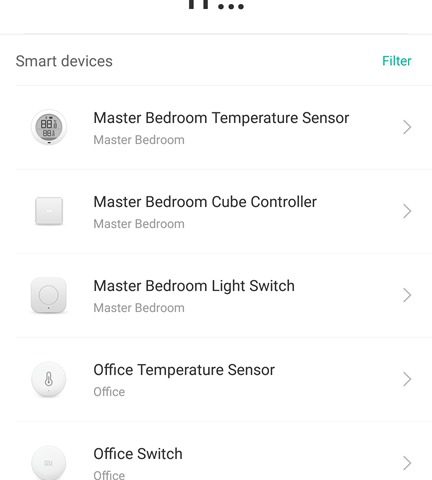 Smart devices
Filter
Master Bedroom Temperature Sensor
Master Bedroom
Master Bedroom Cube Controller
Master Bedroom
Master Bedroom Light Switch
Master Bedroom
Office Temperature Sensor
Office
Office Switch
Office